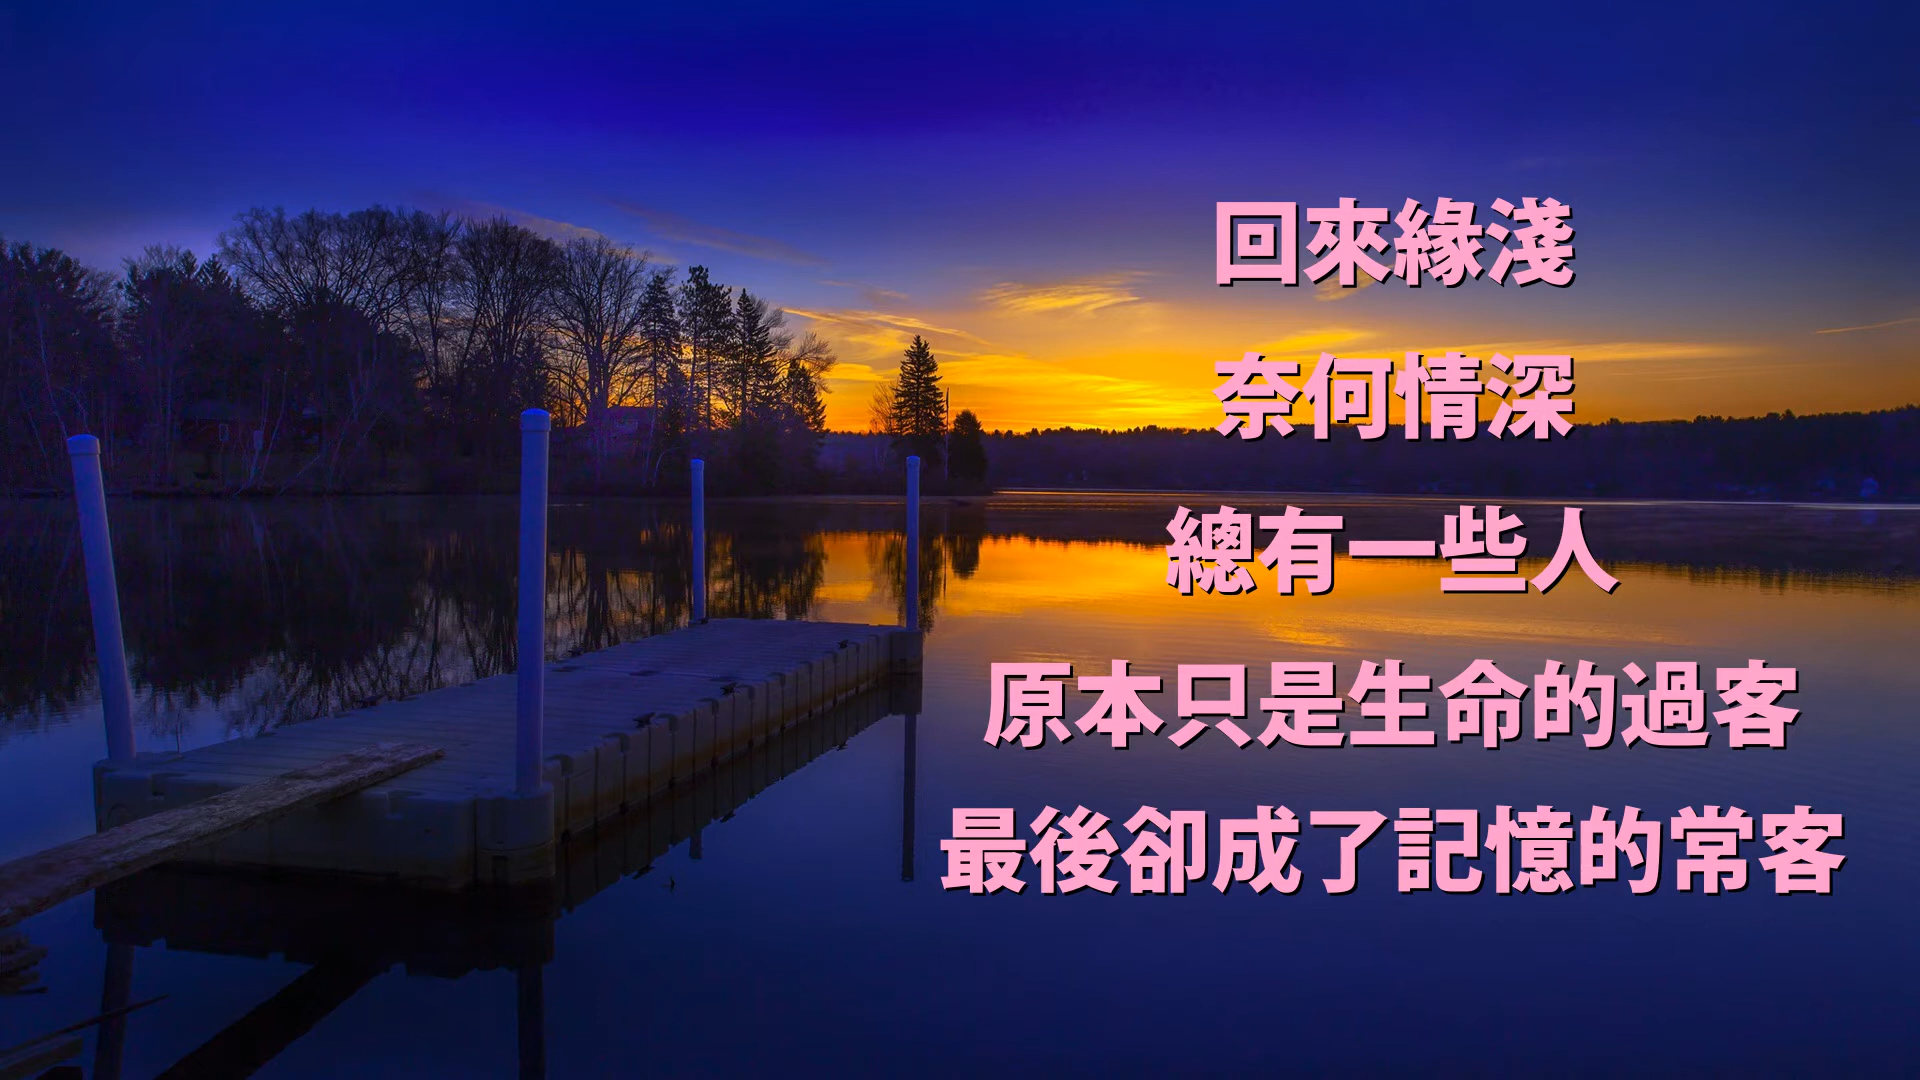 回來緣淺
奈何情深
總有一些人
原本只是生命的過客
最後卻成了記憶的常客